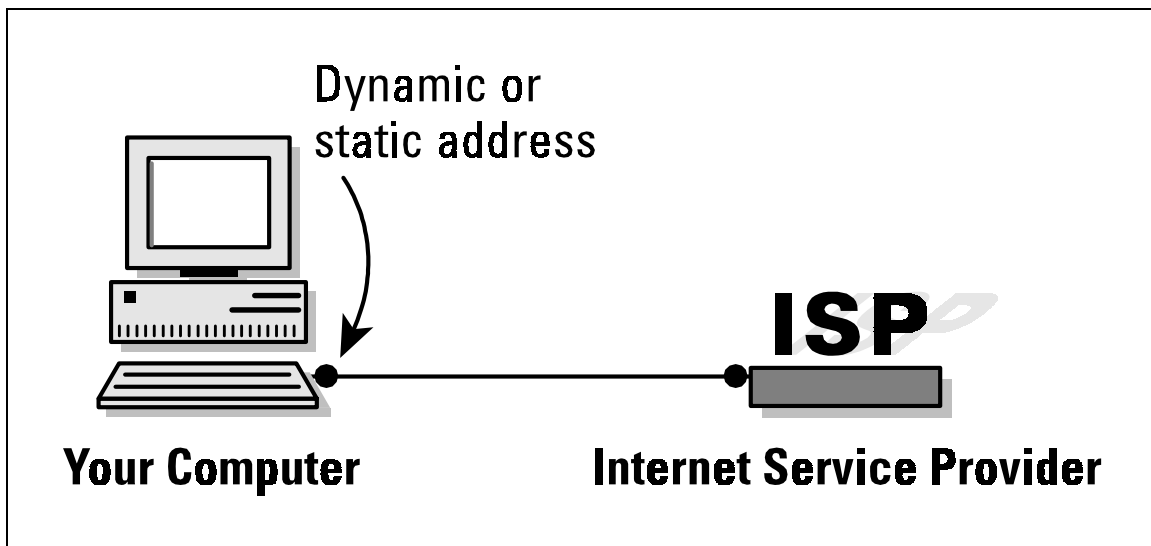 Dynamic or
static address
ISP
Your Computer
Internet Service Provider